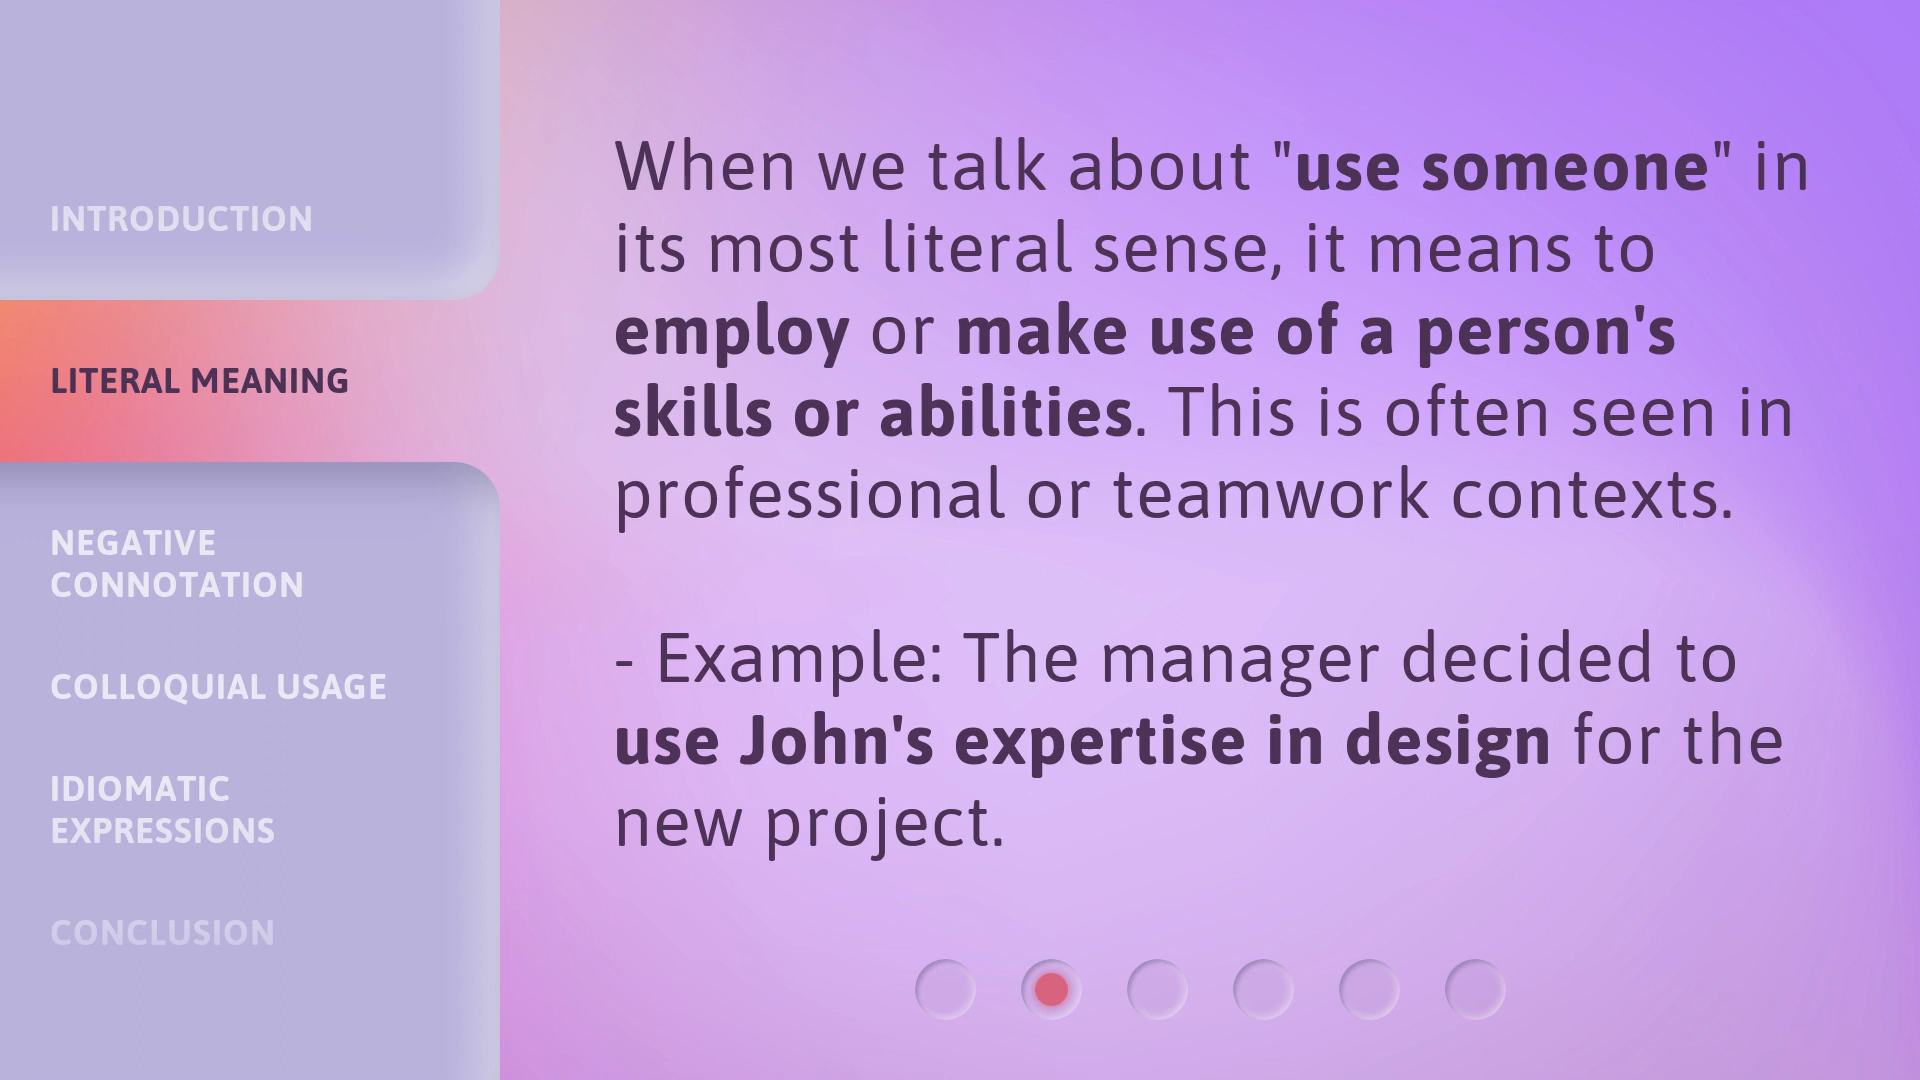 INTRODUCTION
LITERAL MEANING
NEGATIVE
CONNOTATION
COLLOQUIAL USAGE
IDIOMATIC
EXPRESSIONS
CONCLUSION
When we talk about "use someone" in
its most literal sense, it means to
employ or make use of a person's
skills or abilities. This is often seen in
professional or teamwork contexts.
- Example: The manager decided to
use John's expertise in design for the
new project.